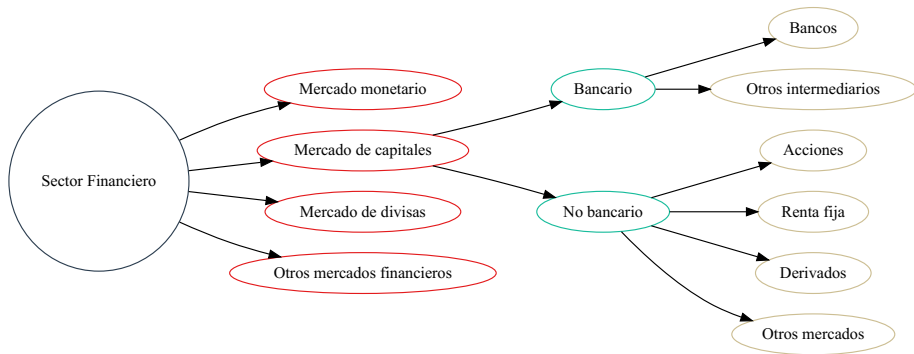 Sector Financiero
Mercado monetario
Mercado de capitales
Mercado de divisas
Otros mercados financieros
Bancario
No bancario
Bancos
Otros intermediarios
Acciones
Renta fija
Derivados
Otros mercados